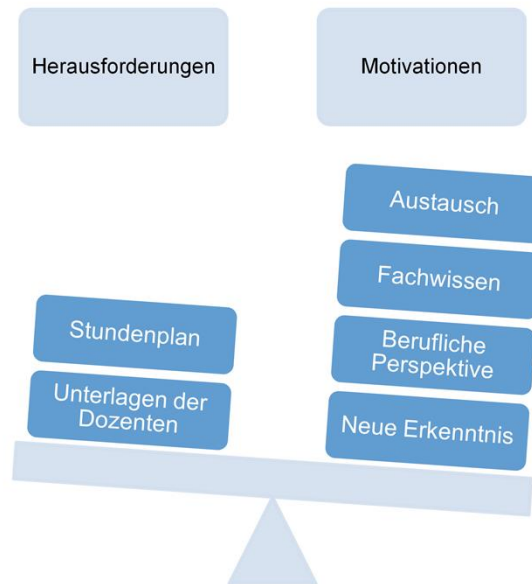 Herausforderungen
Motivationen
Austausch
Fachwissen
Stundenplan
Berufliche
Perspektive
Unterlagen der
Dozenten
Neue Erkenntnis